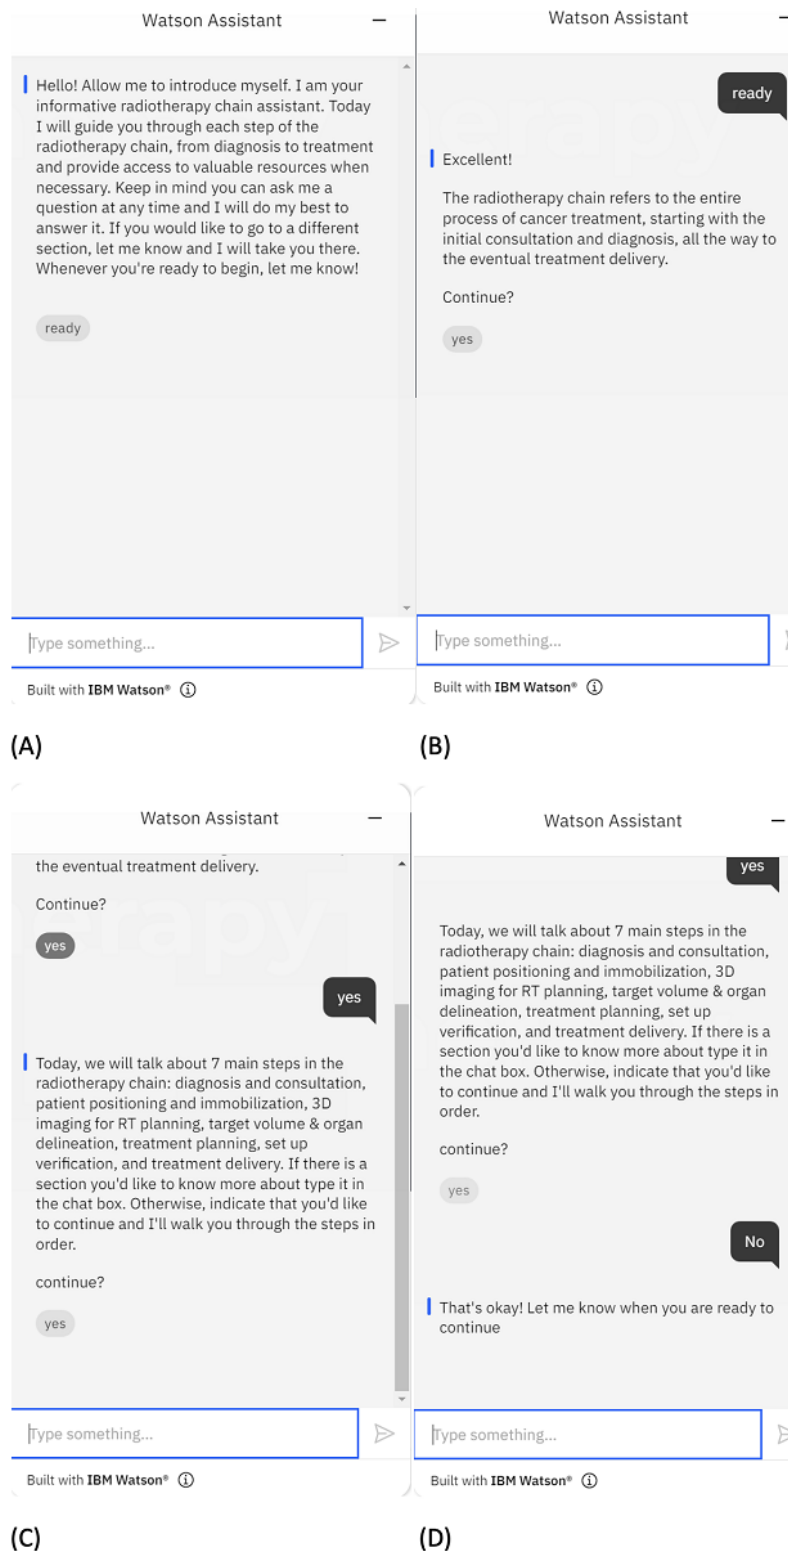 Watson Assistant
Hello! Allow me to introduce myself. I am your
informative radiotherapy chain assistant. Today
I will guide you through each step of the
radiotherapy chain, from diagnosis to treatment
and provide access to valuable resources when
necessary. Keep in mind you can ask me a
question at any time and I will do my best to
answer it. If you would like to go to a different
section, let me know and I will take you there.
Whenever you're ready to begin, let me know!
ready
Type something...
Built with IBM Watson®
(A)
Watson Assistant
ready
Excellent!
The radiotherapy chain refers to the entire
process of cancer treatment, starting with the
initial consultation and diagnosis, all the way to
the eventual treatment delivery.
Continue?
yes
Type something...
Built with IBM Watson®
(B)
Watson Assistant
the eventual treatment delivery.
Continue?
yes
yes
Today, we will talk about 7 main steps in the
radiotherapy chain: diagnosis and consultation,
patient positioning and immobilization, 3D
imaging for RT planning, target volume & organ
delineation, treatment planning, set up
verification, and treatment delivery. If there is a
section you'd like to know more about type it in
the chat box. Otherwise, indicate that you'd like
to continue and I'll walk you through the steps in
order.
continue?
yes
Type something...
Built with IBM Watson®
(C)
Watson Assistant
yes
Today, we will talk about 7 main steps in the
radiotherapy chain: diagnosis and consultation,
patient positioning and immobilization, 3D
imaging for RT planning, target volume & organ
delineation, treatment planning, set up
verification, and treatment delivery. If there is a
section you'd like to know more about type it in
the chat box. Otherwise, indicate that you'd like
to continue and I'll walk you through the steps in
order.
continue?
yes
No
That's okay! Let me know when you are ready to
continue
Type something...
Built with IBM Watson®
(D)